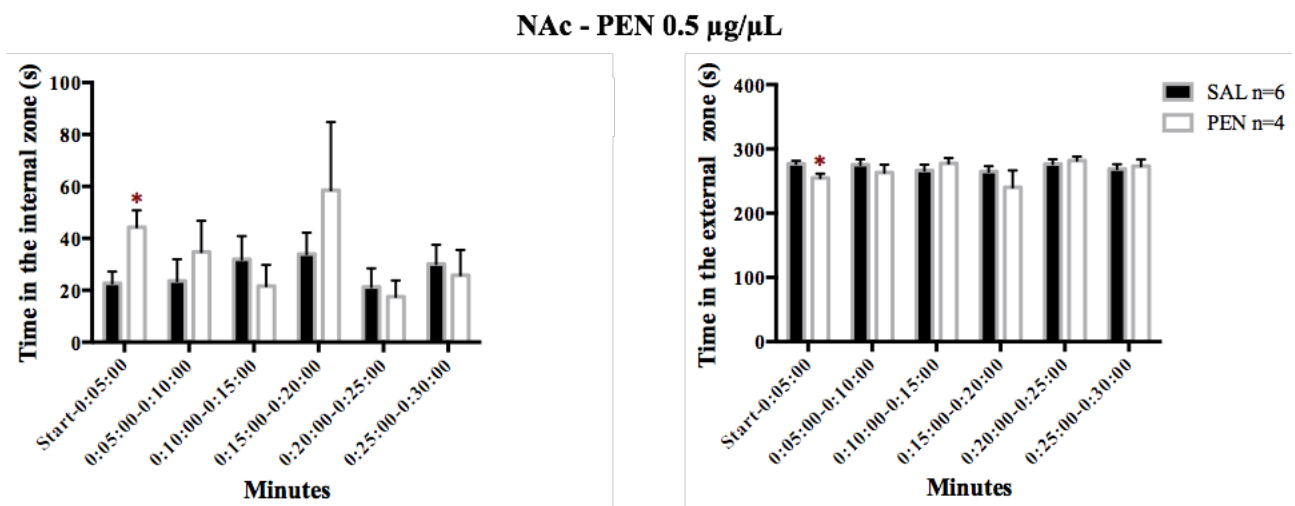 NAc - PEN 0.5 µg/µL
Time in the internal zone (s)
100
80
60
40
20
0
*
Start-0:05:00
0:05:00-0:10:00
0:10:00-0:15:00
0:15:00-0:20:00
0:20:00-0:25:00
0:25:00-0:30:00
Minutes
Time in the external zone (s)
400
300
200
100
0
*
SAL n=6
PEN n=4
Start-0:05:00
0:05:00-0:10:00
0:10:00-0:15:00
0:15:00-0:20:00
0:20:00-0:25:00
0:25:00-0:30:00
Minutes